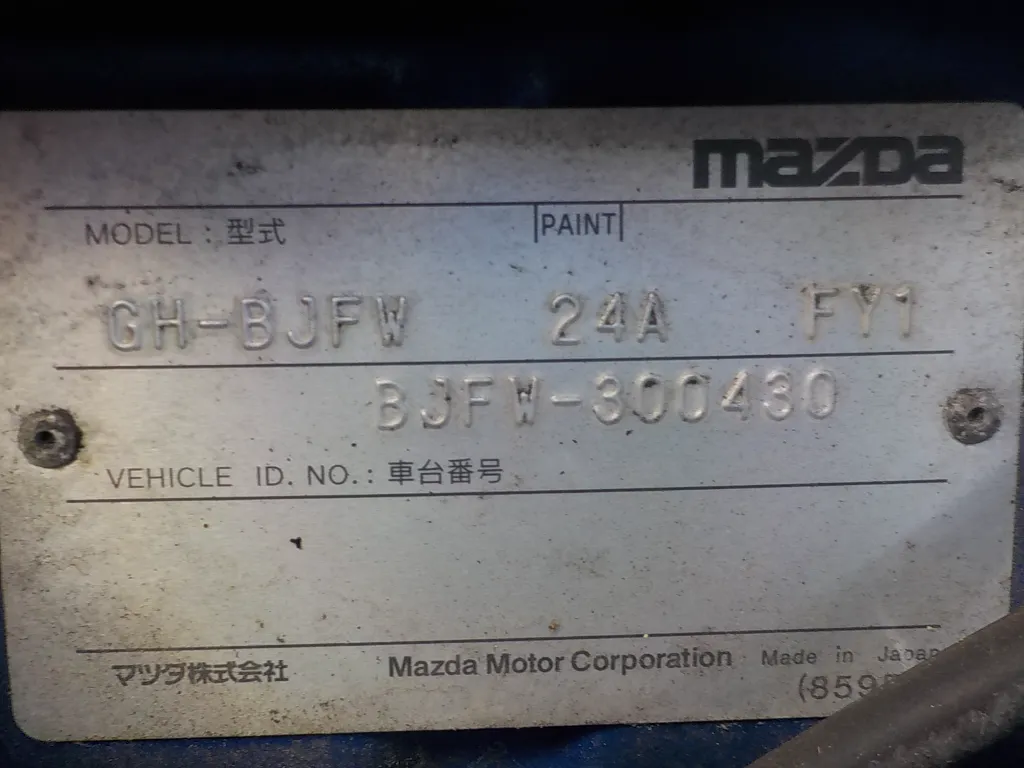 mazda
MODEL : 型式 PAINT
GH-BJFW 24A FY1
BJFW-300430
VEHICLE ID. NO. : 車台番号
マツダ株式会社 Mazda Motor Corporation Made in Japan